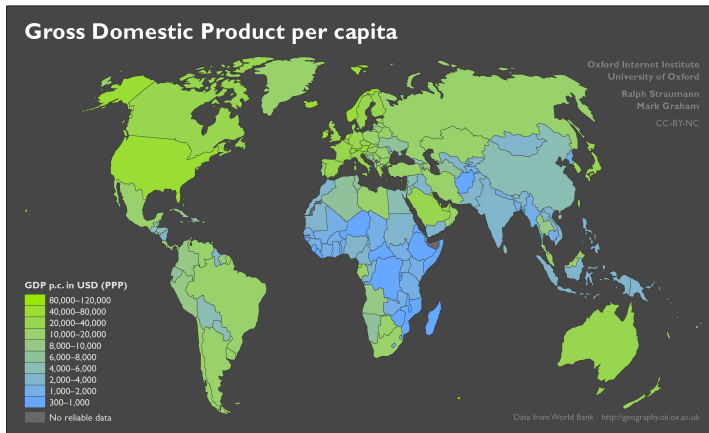 Gross Domestic Product per capita
Oxford Internet Institute
University of Oxford
Ralph Straumann
Mark Graham
CC-BY-NC
GDP p.c. in USD (PPP)
80,000–120,000
40,000–80,000
20,000–40,000
10,000–20,000
8,000–10,000
6,000–8,000
4,000–6,000
2,000–4,000
1,000–2,000
300–1,000
No reliable data
Data from World Bank http://geography.oii.ox.ac.uk